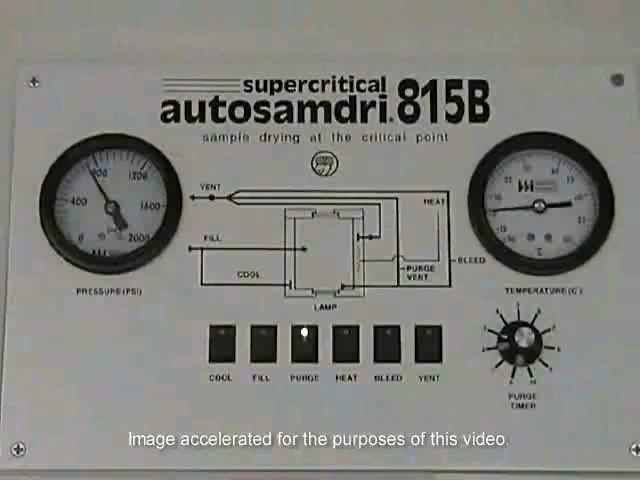 supercritical
autosamdri.815B
sample drying at the critical point
800 1200
400 1600
0 2000
VENT
HEAT
FILL
COOL
PURGE
VENT
BLEED
PRESSURE (PSI)
LAMP
TEMPERATURE (C°)
COOL FILL PURGE HEAT BLEED VENT
PURGE
TIMER
Image accelerated for the purposes of this video.